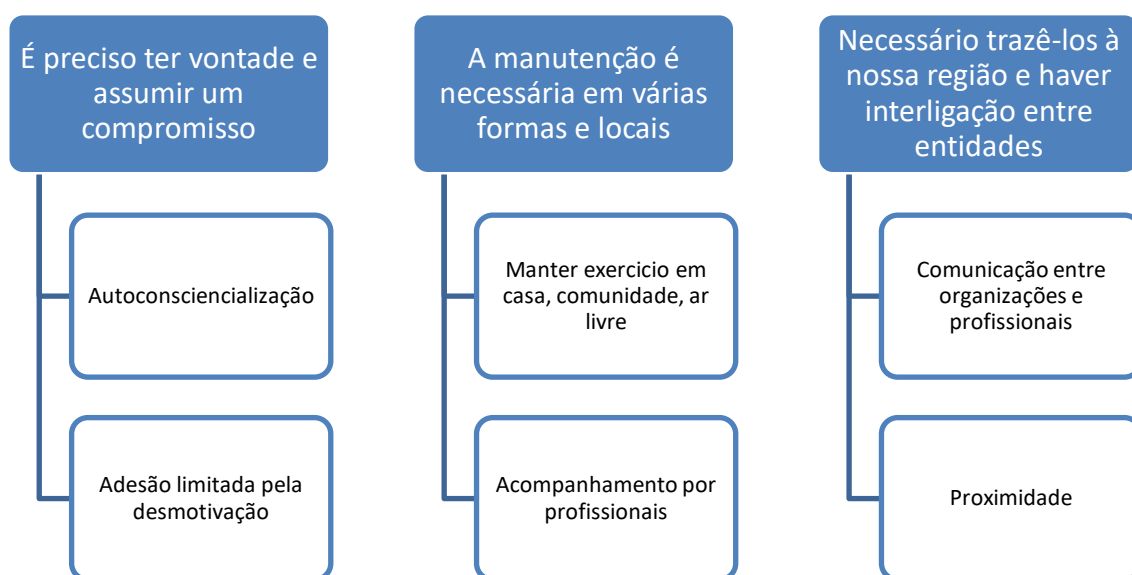 É preciso ter vontade e
assumir um
compromisso
Autoconsciencialização
Adesão limitada pela
desmotivação
A manutenção é
necessária em várias
formas e locais
Manter exercicio em
casa, comunidade, ar
livre
Acompanhamento por
profissionais
Necessário trazê-los à
nossa região e haver
interligação entre
entidades
Comunicação entre
organizações e
profissionais
Proximidade